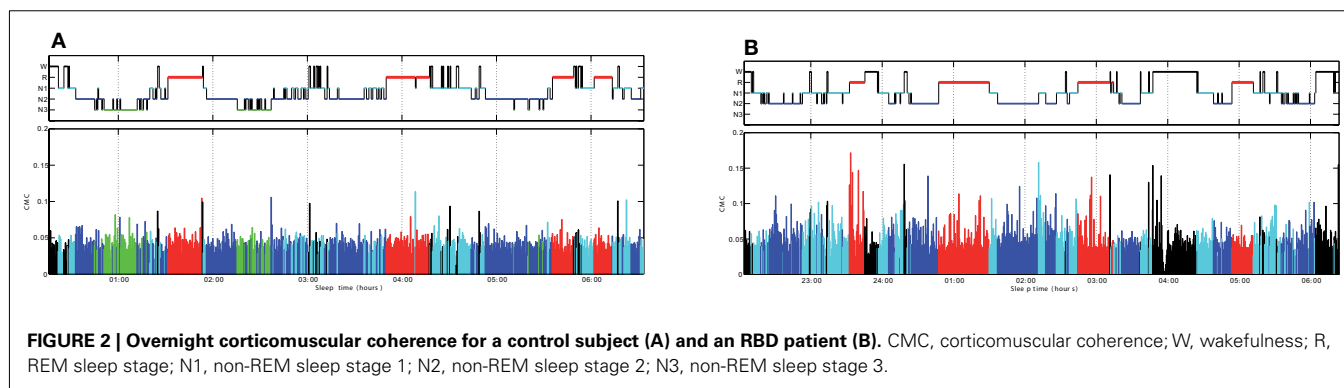 A
W
R
N1
N2
N3
0.2
0.15
0.1
0.05
0
CMC
01:00 02:00 03:00 04:00 05:00 06:00
Sleep time (hours)
B
W
R
N1
N2
N3
0.2
0.15
0.1
0.05
0
CMC
23:00 24:00 01:00 02:00 03:00 04:00 05:00 06:00
Sleep time (hours)
FIGURE 2 | Overnight corticomuscular coherence for a control subject (A) and an RBD patient (B). CMC, corticomuscular coherence; W, wakefulness; R,
REM sleep stage; N1, non-REM sleep stage 1; N2, non-REM sleep stage 2; N3, non-REM sleep stage 3.